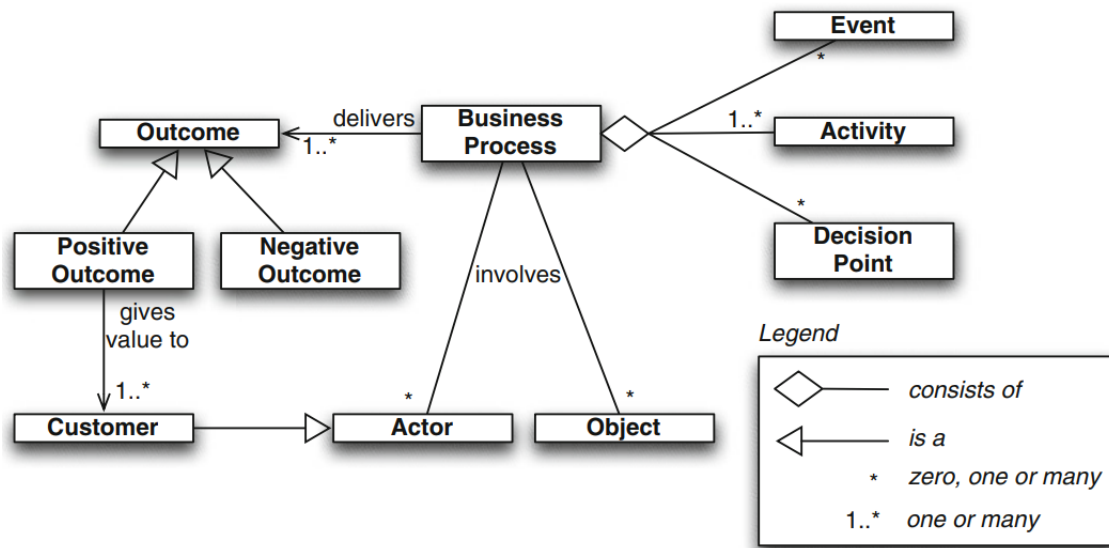 Event
*
delivers
Business
Process
1..*
Activity
Outcome
1..*
*
Positive
Outcome
Negative
Outcome
Decision
Point
involves
gives
value to
Legend
1..*
*
*
consists of
Customer
Actor
Object
is a
* zero, one or many
1..* one or many